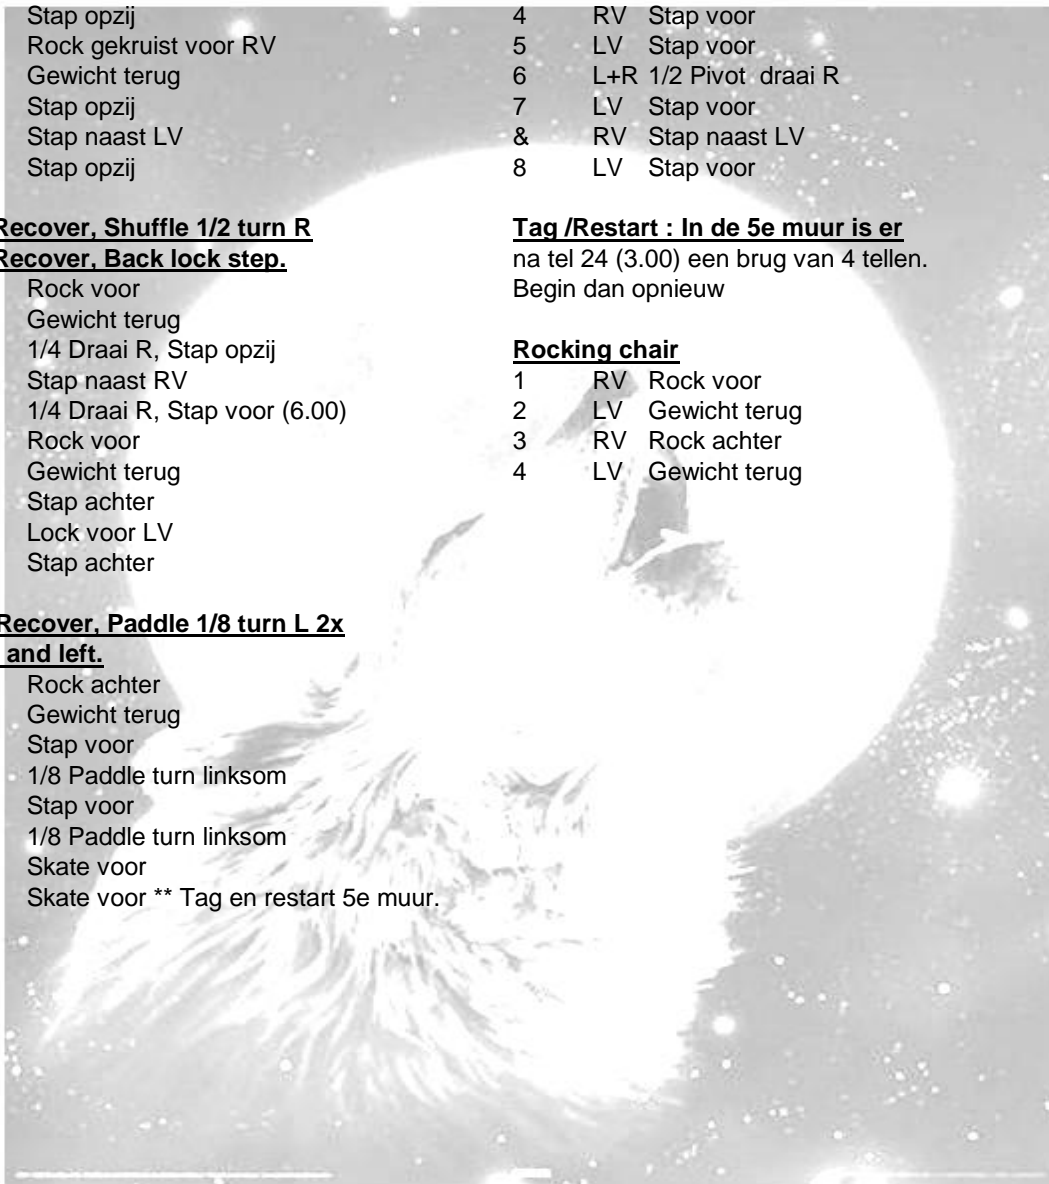 Stap opzij
Rock gekruist voor RV
Gewicht terug
Stap opzij
Stap naast LV
Stap opzij
Recover, Shuffle 1/2 turn R
Recover, Back lock step.
Rock voor
Gewicht terug
1/4 Draai R, Stap opzij
Stap naast RV
1/4 Draai R, Stap voor (6.00)
Rock voor
Gewicht terug
Stap achter
Lock voor LV
Stap achter
Recover, Paddle 1/8 turn L 2x
and left.
Rock achter
Gewicht terug
Stap voor
1/8 Paddle turn linksom
Stap voor
1/8 Paddle turn linksom
Skate voor
Skate voor ** Tag en restart 5e muur.
4 RV Stap voor
5 LV Stap voor
6 L+R 1/2 Pivot draai R
7 LV Stap voor
& RV Stap naast LV
8 LV Stap voor
Tag /Restart : In de 5e muur is er
na tel 24 (3.00) een brug van 4 tellen.
Begin dan opnieuw
Rocking chair
1 RV Rock voor
2 LV Gewicht terug
3 RV Rock achter
4 LV Gewicht terug